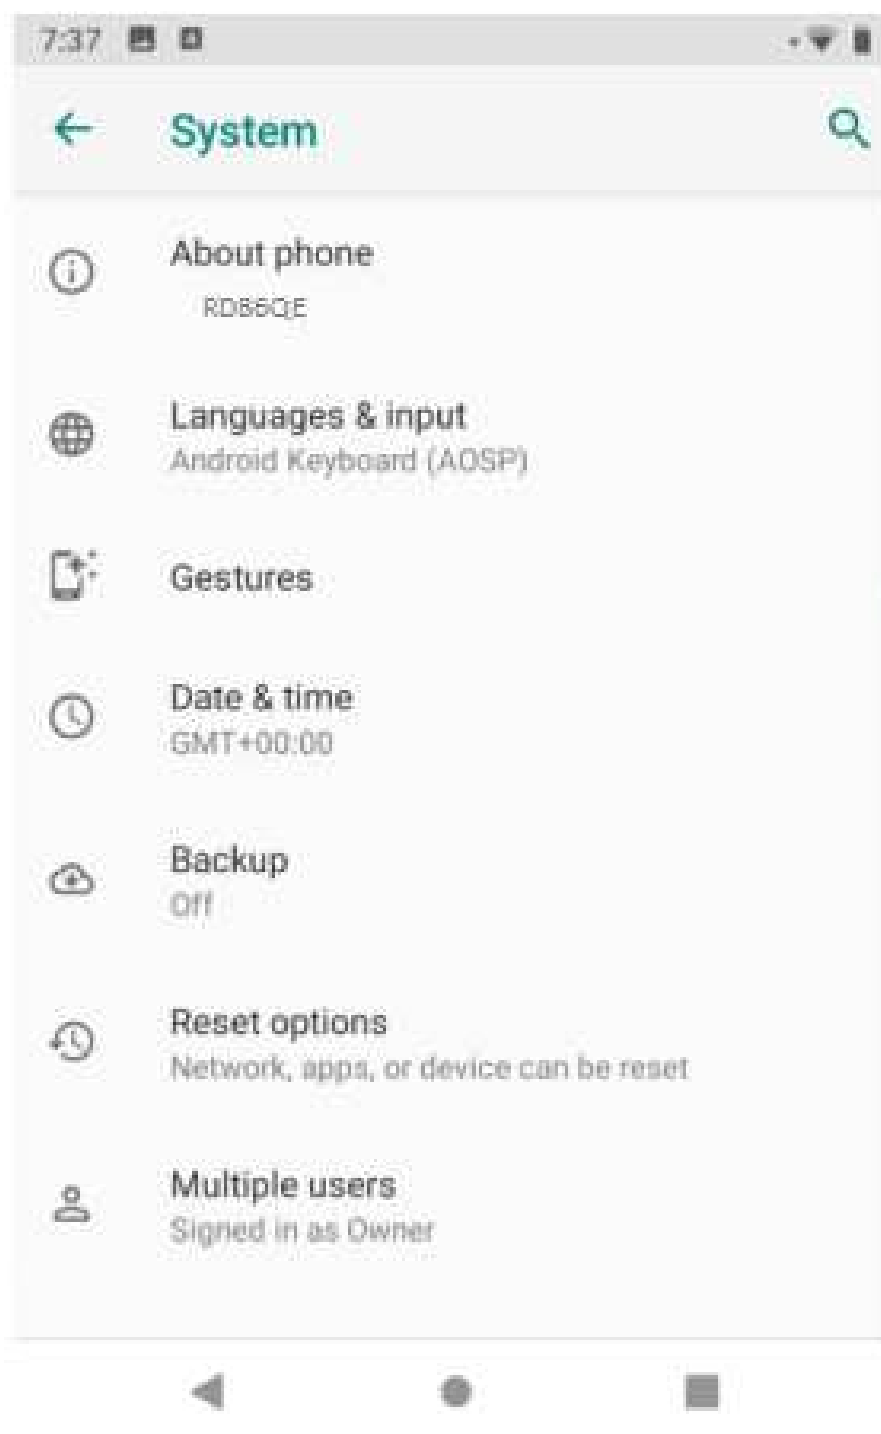 7:37
System
About phone
RD86QE
Languages & input
Android Keyboard (AOSP)
Gestures
Date & time
GMT+00:00
Backup
Off
Reset options
Network, apps, or device can be reset
Multiple users
Signed in as Owner